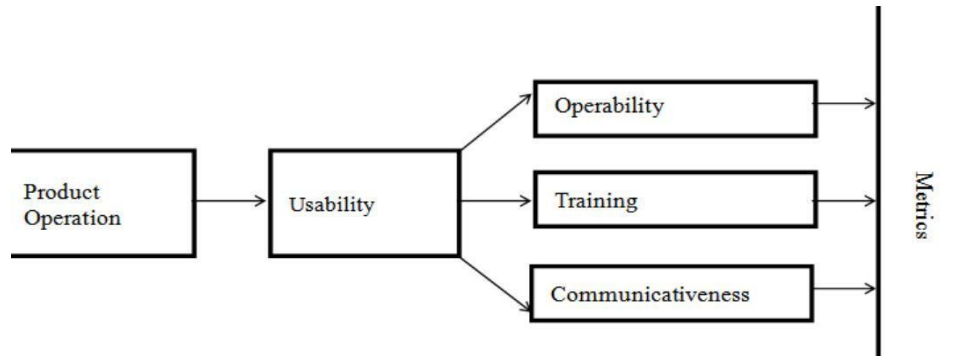 Product
Operation
Usability
Operability
Training
Communicativeness
Metrics